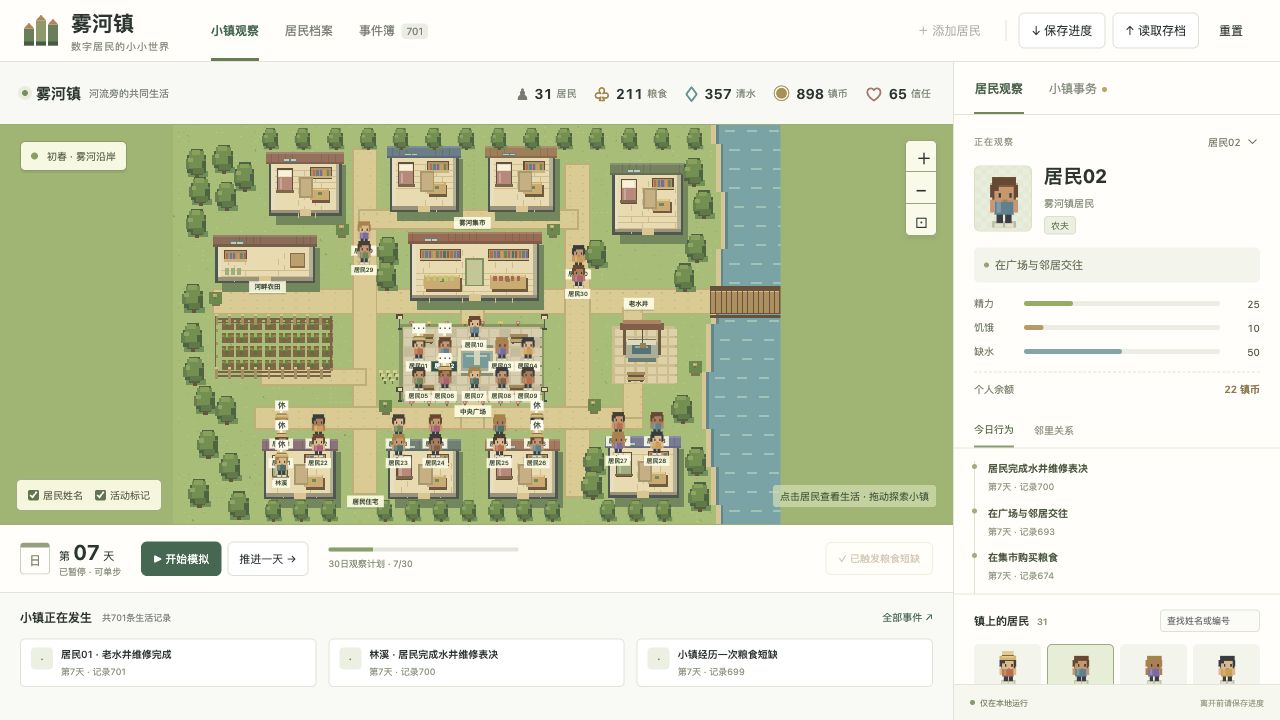 雾河镇
数字居民的小小世界
小镇观察
居民档案
事件簿 701
+ 添加居民
↓ 保存进度
↑ 读取存档
重置
雾河镇 河流旁的共同生活
31 居民
211 粮食
357 清水
898 镇币
65 信任
居民观察
小镇事务
初春 · 雾河沿岸
+
−
雾河集市
居民29
居民30
河畔农田
老水井
居民10
居民05
居民06
居民07
居民08
居民09
中央广场
休
休
休
休
居民22
居民23
居民24
居民25
居民26
居民27
居民28
林溪
居民住宅
居民姓名
活动标记
点击居民查看生活 · 拖动探索小镇
正在观察
居民02
居民02
雾河镇居民
农夫
在广场与邻居交往
精力 25
饥饿 10
缺水 50
个人余额 22 镇币
今日行为
邻里关系
居民完成水井维修表决
第7天 · 记录700
在广场与邻居交往
第7天 · 记录693
在集市购买粮食
第7天 · 记录674
镇上的居民 31
查找姓名或编号
仅在本地运行
离开前请保存进度
日
第 07 天
已暂停 · 可单步
开始模拟
推进一天 →
30日观察计划 · 7/30
✓ 已触发粮食短缺
小镇正在发生 共701条生活记录
全部事件 ↗
居民01 · 老水井维修完成
第7天 · 记录701
林溪 · 居民完成水井维修表决
第7天 · 记录700
小镇经历一次粮食短缺
第7天 · 记录699